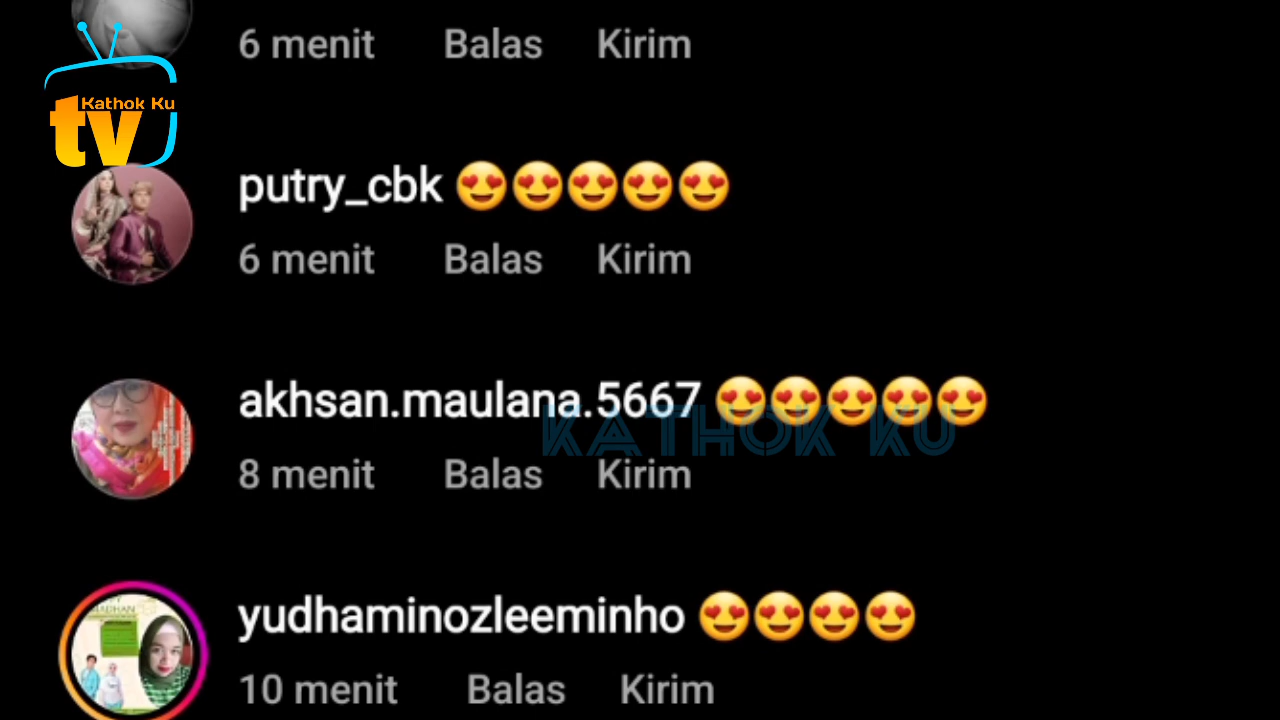 6 menit Balas Kirim
Kathok Ku
tv
putry_cbk 😍😍😍😍😍
6 menit Balas Kirim
akhsan.maulana.5667 😍😍😍😍😍
KATHOK KU
8 menit Balas Kirim
yudhaminozleeminho 😍😍😍😍
10 menit Balas Kirim